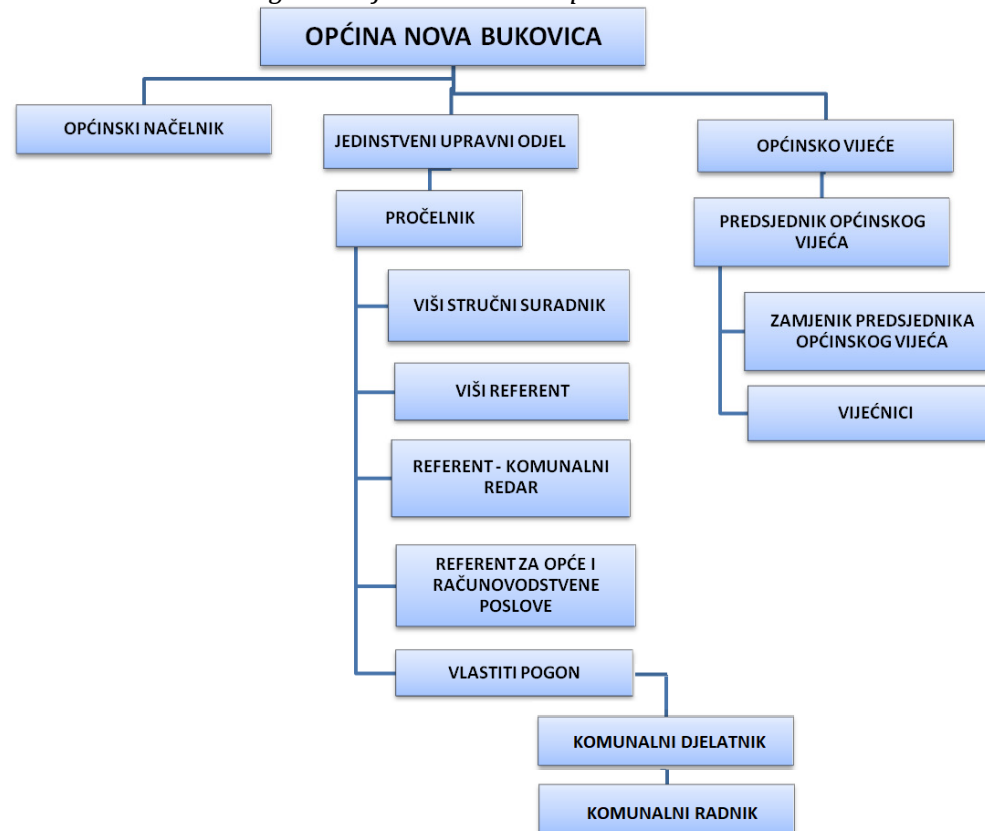 OPĆINA NOVA BUKOVICA
OPĆINSKI NAČELNIK
JEDINSTVENI UPRAVNI ODJEL
OPĆINSKO VIJEĆE
PROČELNIK
PREDSJEDNIK OPĆINSKOG
VIJEĆA
VIŠI STRUČNI SURADNIK
ZAMJENIK PREDSJEDNIKA
OPĆINSKOG VIJEĆA
VIŠI REFERENT
VIJEĆNICI
REFERENT - KOMUNALNI
REDAR
REFERENT ZA OPĆE I
RAČUNOVODSTVENE
POSLOVE
VLASTITI POGON
KOMUNALNI DJELATNIK
KOMUNALNI RADNIK